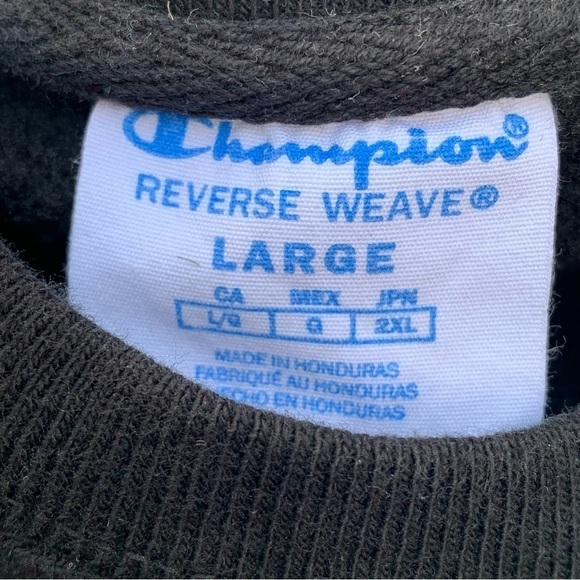 Champion®
REVERSE WEAVE®
LARGE
CA MEX JPN
L/G G 2XL
MADE IN HONDURAS
FABRIQUÉ AU HONDURAS
HECHO EN HONDURAS